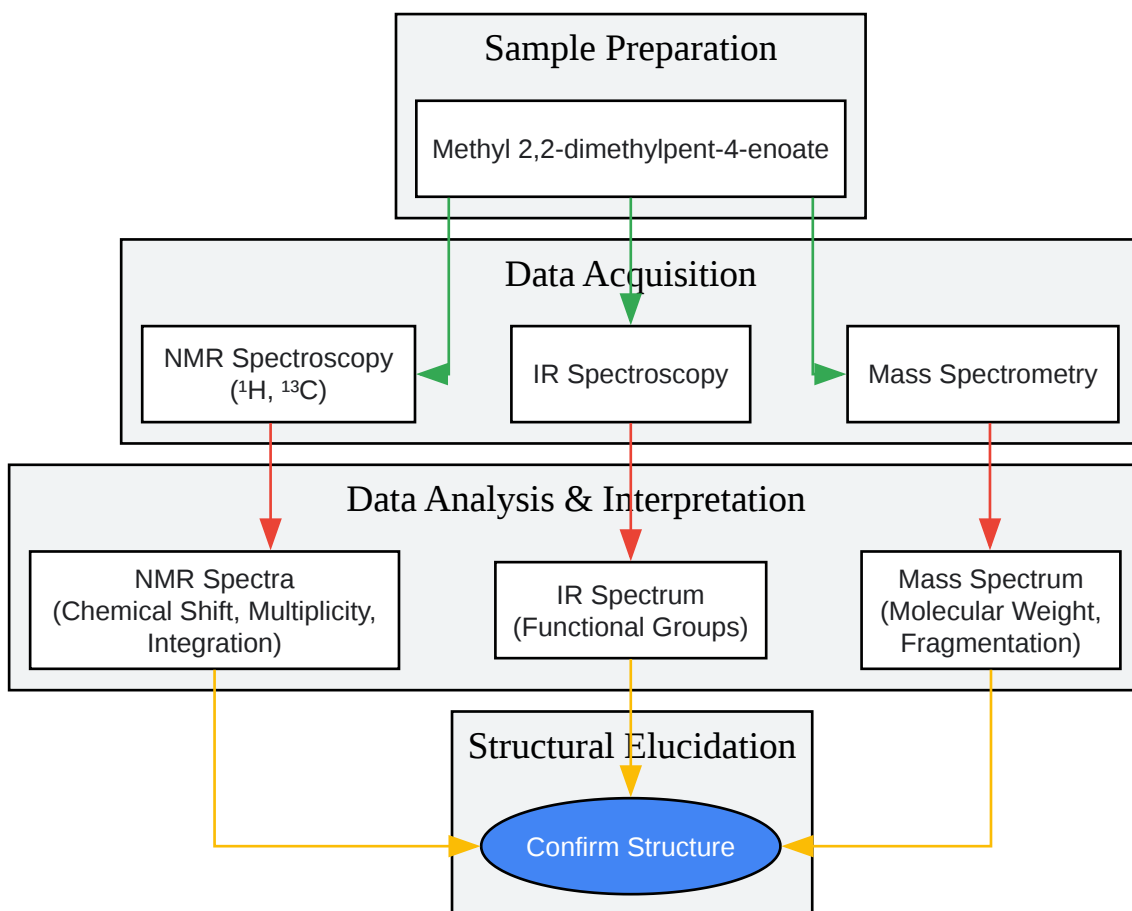 Sample Preparation
Methyl 2,2-dimethylpent-4-enoate
Data Acquisition
NMR Spectroscopy
(¹H, ¹³C)
IR Spectroscopy
Mass Spectrometry
Data Analysis & Interpretation
NMR Spectra
(Chemical Shift, Multiplicity,
Integration)
IR Spectrum
(Functional Groups)
Mass Spectrum
(Molecular Weight,
Fragmentation)
Structural Elucidation
Confirm Structure